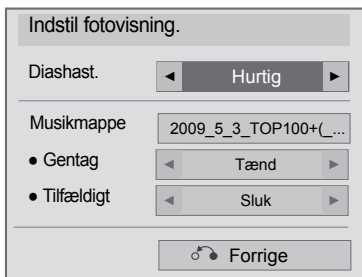 Indstil fotovisning.
Diashast. ◄ Hurtig ►
Musikmappe 2009_5_3_TOP100+(_...
● Gentag ◄ Tænd ►
● Tilfældigt ◄ Sluk ►
Forrige